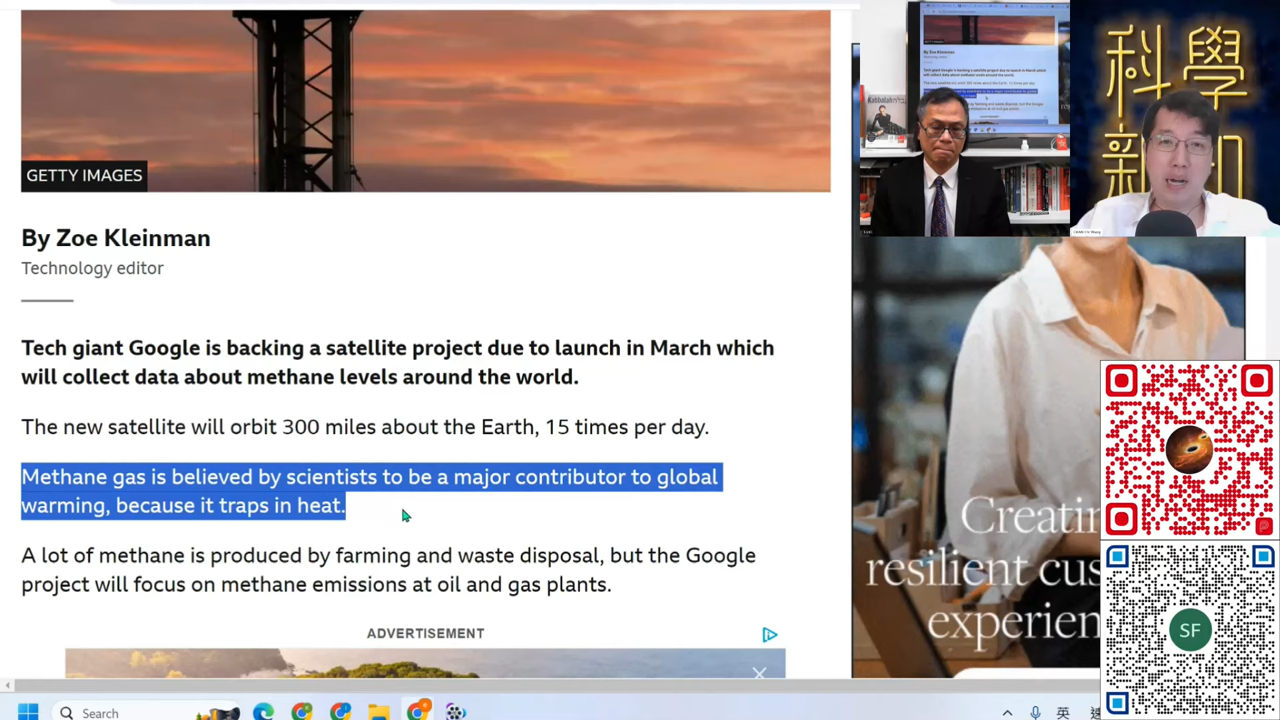 GETTY IMAGES
By Zoe Kleinman
Technology editor
Tech giant Google is backing a satellite project due to launch in March which
will collect data about methane levels around the world.
The new satellite will orbit 300 miles about the Earth, 15 times per day.
Methane gas is believed by scientists to be a major contributor to global
warming, because it traps in heat.
A lot of methane is produced by farming and waste disposal, but the Google
project will focus on methane emissions at oil and gas plants.
ADVERTISEMENT
Kabbalah
科學
新知
Creatin
resilient cus
experien
SF
Search
英